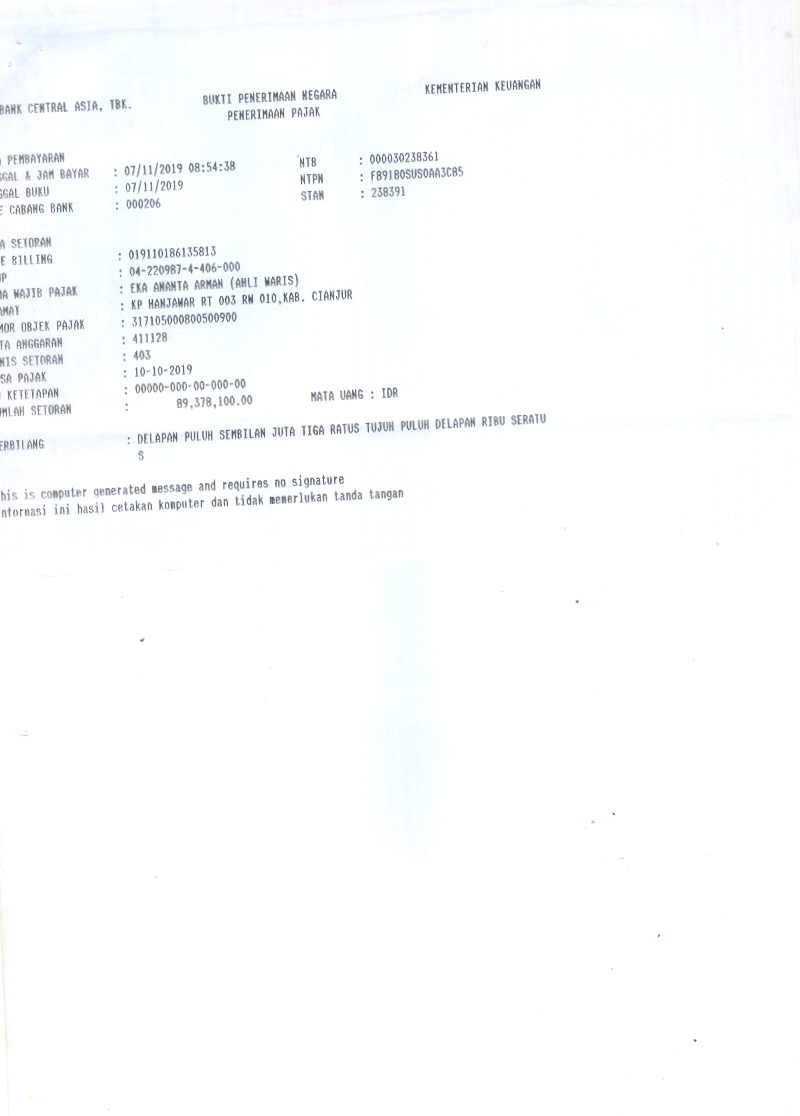 BANK CENTRAL ASIA, TBK. BUKTI PENERIMAAN NEGARA KEMENTERIAN KEUANGAN
PENERIMAAN PAJAK
PEMBAYARAN
GGAL & JAM BAYAR : 07/11/2019 08:54:38 NTB : 000030238361
GGAL BUKU : 07/11/2019 NTPN : F891B0SUS0AA3C85
E CABANG BANK : 000206 STAN : 238391
A SETORAN
E BILLING : 019110186135813
P : 04-220987-4-406-000
MA WAJIB PAJAK : EKA ANANTA ARMAN (AHLI WARIS)
AMAT : KP HANJAWAR RT 003 RW 010,KAB. CIANJUR
MOR OBJEK PAJAK : 317105000800500900
TA ANGGARAN : 411128
NIS SETORAN : 403
SA PAJAK : 10-10-2019
KETETAPAN : 00000-000-00-000-00
MLAH SETORAN : 89,378,100.00 MATA UANG : IDR
ERBILANG : DELAPAN PULUH SEMBILAN JUTA TIGA RATUS TUJUH PULUH DELAPAN RIBU SERATU
S
his is computer generated message and requires no signature
nformasi ini hasil cetakan komputer dan tidak memerlukan tanda tangan